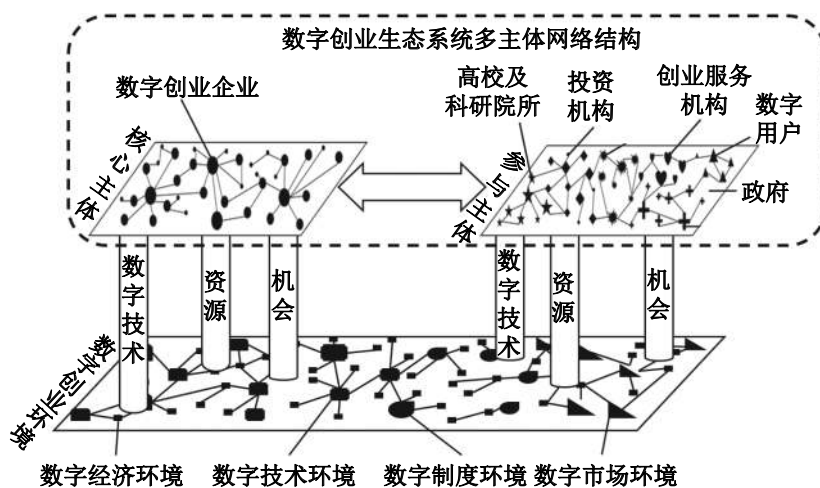 数字创业生态系统多主体网络结构
数字创业企业
高校及
科研院所
投资
机构
创业服务
机构
数字
用户
核心主体
参与主体
政府
数字技术
资源
机会
数字技术
资源
机会
数字创业环境
数字经济环境
数字技术环境
数字制度环境
数字市场环境